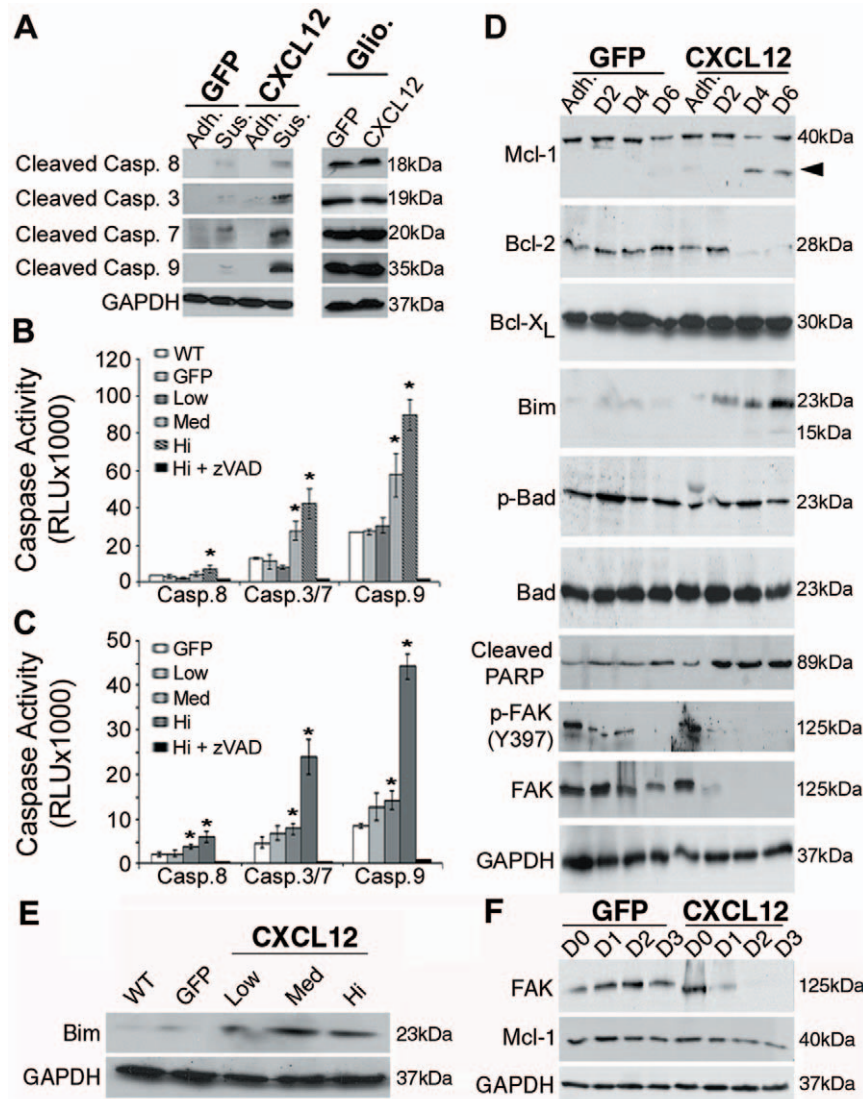 A
GFP
CXCL12
Glio.
Adh.
Sus.
Adh.
Sus.
GFP
CXCL12
Cleaved Casp. 8
18kDa
Cleaved Casp. 3
19kDa
Cleaved Casp. 7
20kDa
Cleaved Casp. 9
35kDa
GAPDH
37kDa
B
Caspase Activity
(RLUx1000)
120
100
80
60
40
20
0
WT
GFP
Low
Med
Hi
Hi + zVAD
* * * * *
Casp.8 Casp.3/7 Casp.9
C
Caspase Activity
(RLUx1000)
50
40
30
20
10
0
GFP
Low
Med
Hi
Hi + zVAD
* * * * * *
Casp.8 Casp.3/7 Casp.9
D
GFP CXCL12
Adh. D2 D4 D6 Adh. D2 D4 D6
Mcl-1 40kDa
Bcl-2 28kDa
Bcl-XL 30kDa
Bim 23kDa
15kDa
p-Bad 23kDa
Bad 23kDa
Cleaved
PARP 89kDa
p-FAK
(Y397) 125kDa
FAK 125kDa
GAPDH 37kDa
E
CXCL12
WT GFP Low Med Hi
Bim 23kDa
GAPDH 37kDa
F
GFP CXCL12
D0 D1 D2 D3 D0 D1 D2 D3
FAK 125kDa
Mcl-1 40kDa
GAPDH 37kDa